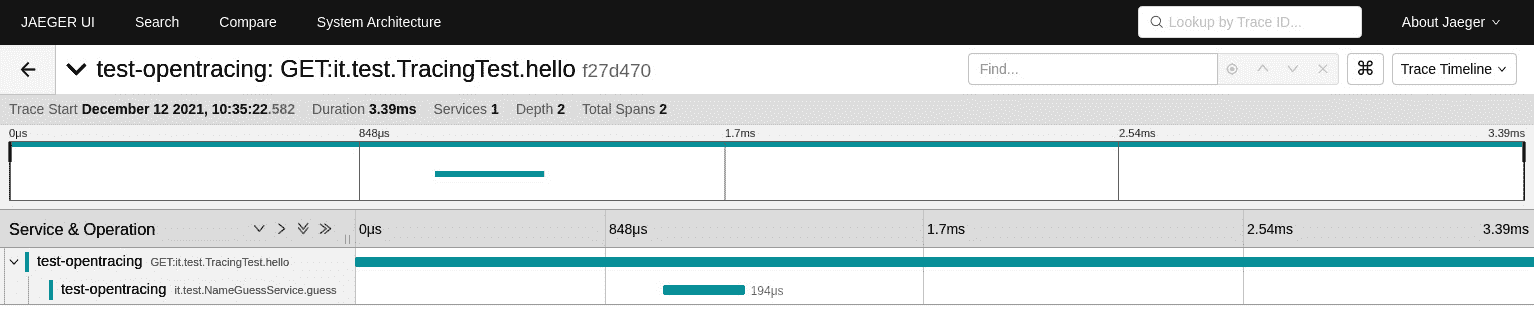 JAEGER UI Search Compare System Architecture Lookup by Trace ID... About Jaeger
test-opentracing: GET:it.test.TracingTest.hello f27d470 Find... Trace Timeline
Trace Start December 12 2021, 10:35:22.582 Duration 3.39ms Services 1 Depth 2 Total Spans 2
0μs 848μs 1.7ms 2.54ms 3.39ms
Service & Operation 0μs 848μs 1.7ms 2.54ms 3.39ms
test-opentracing GET:it.test.TracingTest.hello
test-opentracing it.test.NameGuessService.guess 194μs